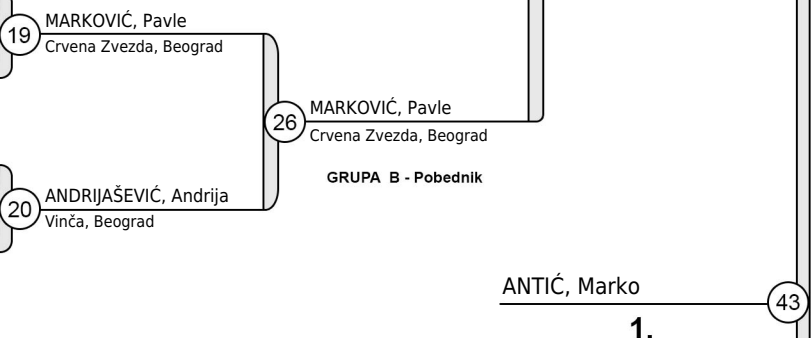 19
MARKOVIĆ, Pavle
Crvena Zvezda, Beograd
26
MARKOVIĆ, Pavle
Crvena Zvezda, Beograd
GRUPA B - Pobednik
20
ANDRIJAŠEVIĆ, Andrija
Vinča, Beograd
ANTIĆ, Marko
43
1.